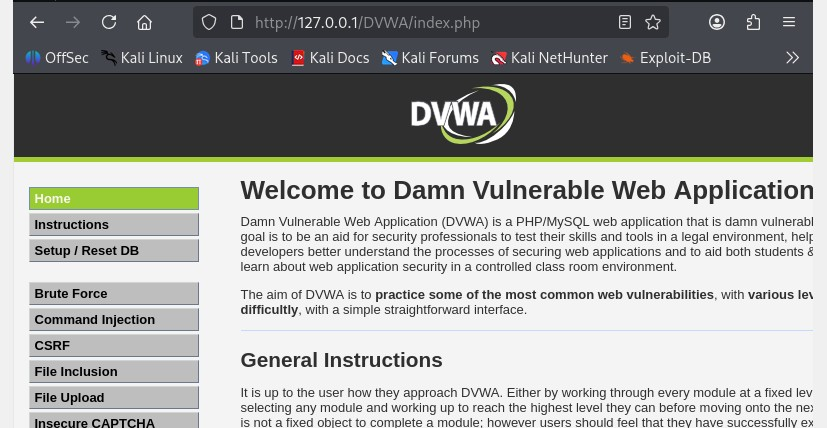 http://127.0.0.1/DVWA/index.php
OffSec Kali Linux Kali Tools Kali Docs Kali Forums Kali NetHunter Exploit-DB
DVWA
Home
Instructions
Setup / Reset DB
Brute Force
Command Injection
CSRF
File Inclusion
File Upload
Insecure CAPTCHA
Welcome to Damn Vulnerable Web Application
Damn Vulnerable Web Application (DVWA) is a PHP/MySQL web application that is damn
goal is to be an aid for security professionals to test their skills and tools in a legal environment,
developers better understand the processes of securing web applications and to aid both students &
learn about web application security in a controlled class room environment.
The aim of DVWA is to practice some of the most common web vulnerabilities, with various
difficultly, with a simple straightforward interface.
General Instructions
It is up to the user how they approach DVWA. Either by working through every module at a fixed
selecting any module and working up to reach the highest level they can before moving onto the
is not a fixed object to complete a module; however users should feel that they have successfully